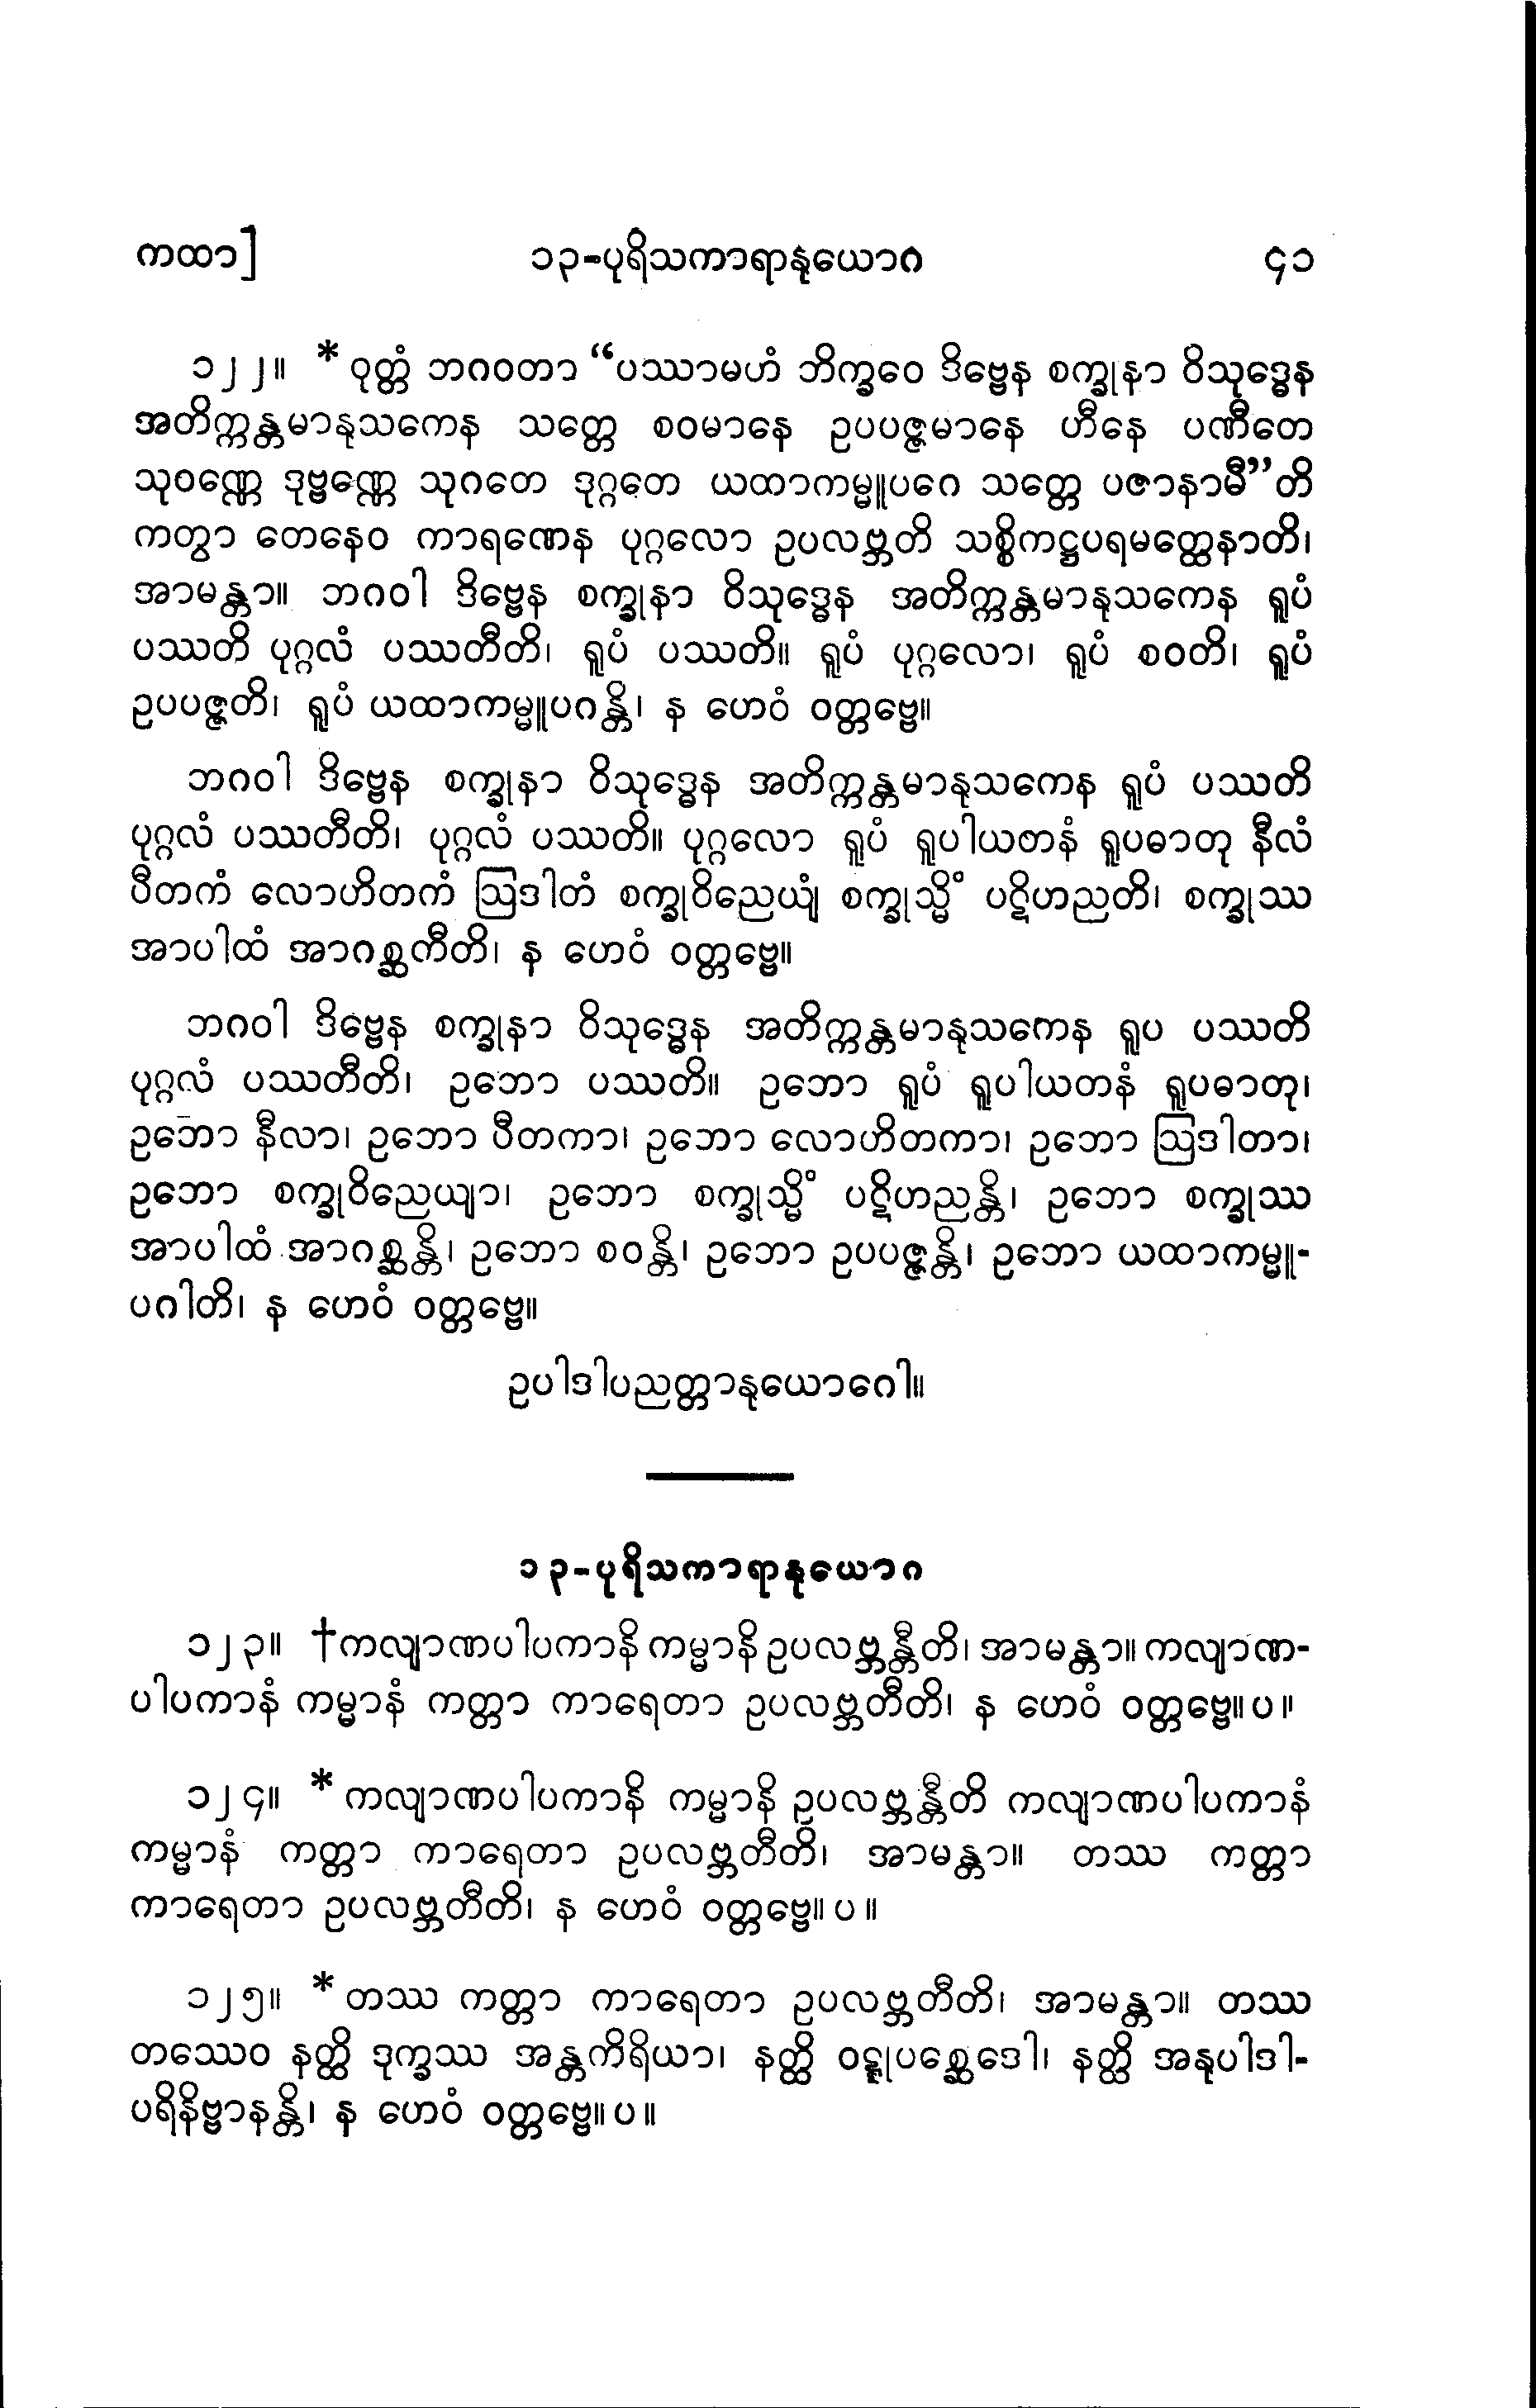 ကထာ] ၁၃-ပုရိသကာရာနုယောဂ ၄၁
၁၂၂။ *ဝုတ္တံ ဘဂဝတာ “ပဿာမဟံ ဘိက္ခဝေ ဒိဗ္ဗေန စက္ခုနာ ဝိသုဒ္ဓေန
အတိက္ကန္တမာနုသကေန သတ္တေ စဝမာနေ ဥပပဇ္ဇမာနေ ဟီနေ ပဏီတေ
သုဝဏ္ဏေ ဒုဗ္ဗဏ္ဏေ သုဂတေ ဒုဂ္ဂတေ ယထာကမ္မူပဂေ သတ္တေ ပဇာနာမီ”တိ
ကတွာ တေနေဝ ကာရဏေန ပုဂ္ဂလော ဥပလဗ္ဘတိ သစ္စိကဋ္ဌပရမတ္ထေနာတိ၊
အာမန္တာ။ ဘဂဝါ ဒိဗ္ဗေန စက္ခုနာ ဝိသုဒ္ဓေန အတိက္ကန္တမာနုသကေန ရူပံ
ပဿတိ ပုဂ္ဂလံ ပဿတီတိ၊ ရူပံ ပဿတိ။ ရူပံ ပုဂ္ဂလော၊ ရူပံ စဝတိ၊ ရူပံ
ဥပပဇ္ဇတိ၊ ရူပံ ယထာကမ္မူပဂန္တိ၊ န ဟေဝံ ဝတ္တဗ္ဗေ။
ဘဂဝါ ဒိဗ္ဗေန စက္ခုနာ ဝိသုဒ္ဓေန အတိက္ကန္တမာနုသကေန ရူပံ ပဿတိ
ပုဂ္ဂလံ ပဿတီတိ၊ ပုဂ္ဂလံ ပဿတိ။ ပုဂ္ဂလော ရူပံ ရူပါယတနံ ရူပဓာတု နီလံ
ပီတကံ လောဟိတကံ ဩဒါတံ စက္ခုဝိညေယျံ စက္ခုသ္မိံ ပဋိဟညတိ၊ စက္ခုဿ
အာပါထံ အာဂစ္ဆတီတိ၊ န ဟေဝံ ဝတ္တဗ္ဗေ။
ဘဂဝါ ဒိဗ္ဗေန စက္ခုနာ ဝိသုဒ္ဓေန အတိက္ကန္တမာနုသကေန ရူပ ပဿတိ
ပုဂ္ဂလံ ပဿတီတိ၊ ဥဘော ပဿတိ။ ဥဘော ရူပံ ရူပါယတနံ ရူပဓာတု၊
ဥဘော နီလာ၊ ဥဘော ပီတကာ၊ ဥဘော လောဟိတကာ၊ ဥဘော ဩဒါတာ၊
ဥဘော စက္ခုဝိညေယျာ၊ ဥဘော စက္ခုသ္မိံ ပဋိဟညန္တိ၊ ဥဘော စက္ခုဿ
အာပါထံ အာဂစ္ဆန္တိ၊ ဥဘော စဝန္တိ၊ ဥဘော ဥပပဇ္ဇန္တိ၊ ဥဘော ယထာကမ္မူ-
ပဂါတိ၊ န ဟေဝံ ဝတ္တဗ္ဗေ။
ဥပါဒါပညတ္တာနုယောဂေါ။
၁၃-ပုရိသကာရာနုယောဂ
၁၂၃။ †ကလျာဏပါပကာနိ ကမ္မာနိ ဥပလဗ္ဘန္တီတိ၊ အာမန္တာ။ ကလျာဏ-
ပါပကာနံ ကမ္မာနံ ကတ္တာ ကာရေတာ ဥပလဗ္ဘတီတိ၊ န ဟေဝံ ဝတ္တဗ္ဗေ။ ပ။
၁၂၄။ *ကလျာဏပါပကာနိ ကမ္မာနိ ဥပလဗ္ဘန္တီတိ ကလျာဏပါပကာနံ
ကမ္မာနံ ကတ္တာ ကာရေတာ ဥပလဗ္ဘတီတိ၊ အာမန္တာ။ တဿ ကတ္တာ
ကာရေတာ ဥပလဗ္ဘတီတိ၊ န ဟေဝံ ဝတ္တဗ္ဗေ။ ပ။
၁၂၅။ *တဿ ကတ္တာ ကာရေတာ ဥပလဗ္ဘတီတိ၊ အာမန္တာ။ တဿ
တဿေဝ နတ္ထိ ဒုက္ခဿ အန္တကိရိယာ၊ နတ္ထိ ဝဋ္ဋုပစ္ဆေဒေါ၊ နတ္ထိ အနုပါဒါ-
ပရိနိဗ္ဗာနန္တိ၊ န ဟေဝံ ဝတ္တဗ္ဗေ။ ပ။